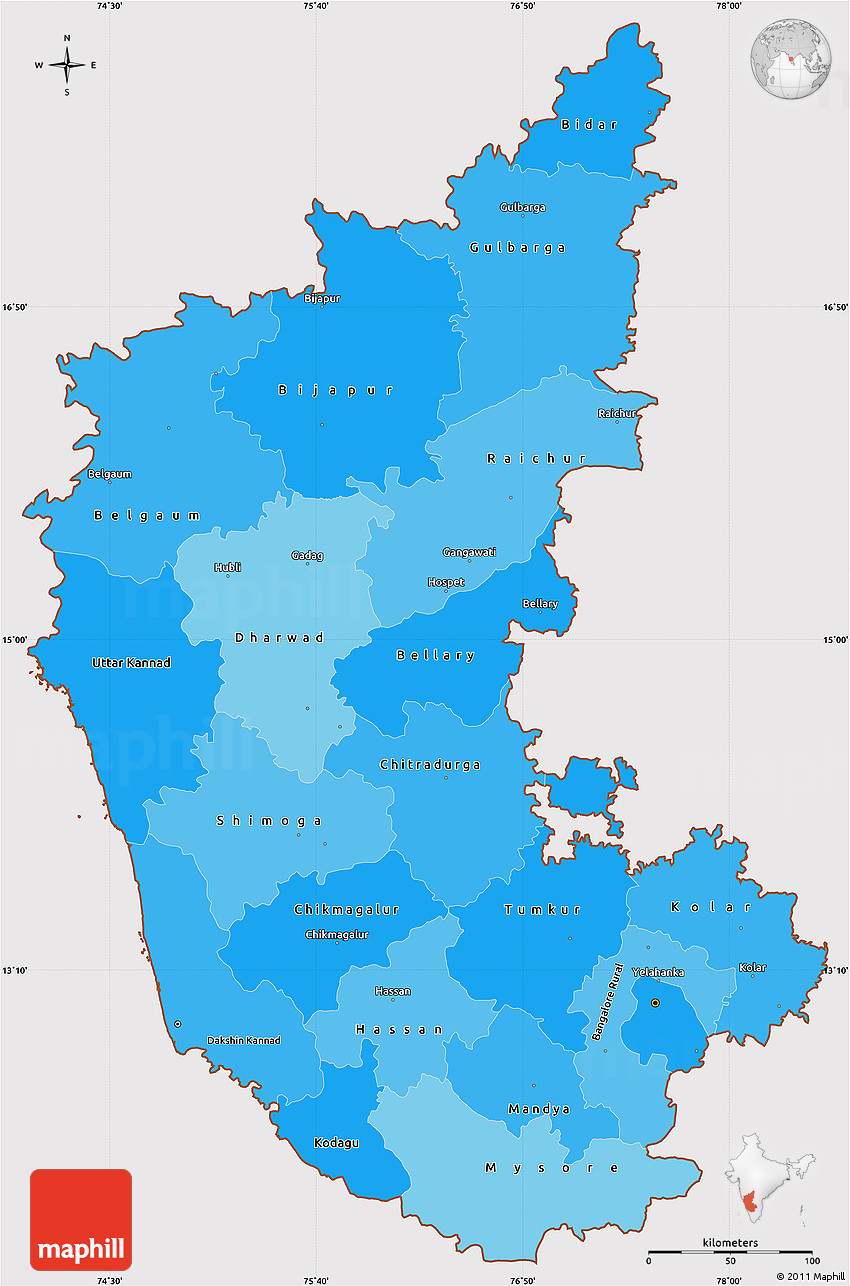 74°30' 75°40' 76°50' 78°00'
N
W E
S
Bidar
Gulbarga
Gulbarga
Bijapur
16°50' 16°50'
Bijapur
Raichur
Raichur
Belgaum
Belgaum
Gadag
Gangawati
Hubli
Hospet
Bellary
Dharwad
15°00' 15°00'
Bellary
Uttar Kannad
Chitradurga
Shimoga
Chikmagalur
Tumkur
Kolar
Chikmagalur
13°10' 13°10'
Yelahanka
Kolar
Hassan
Bangalore Rural
Hassan
Dakshin Kannad
Mandya
Kodagu
Mysore
maphill
kilometers
0 50 100
74°30' 75°40' 76°50' 78°00'
© 2011 Maphill
maphill
maphill